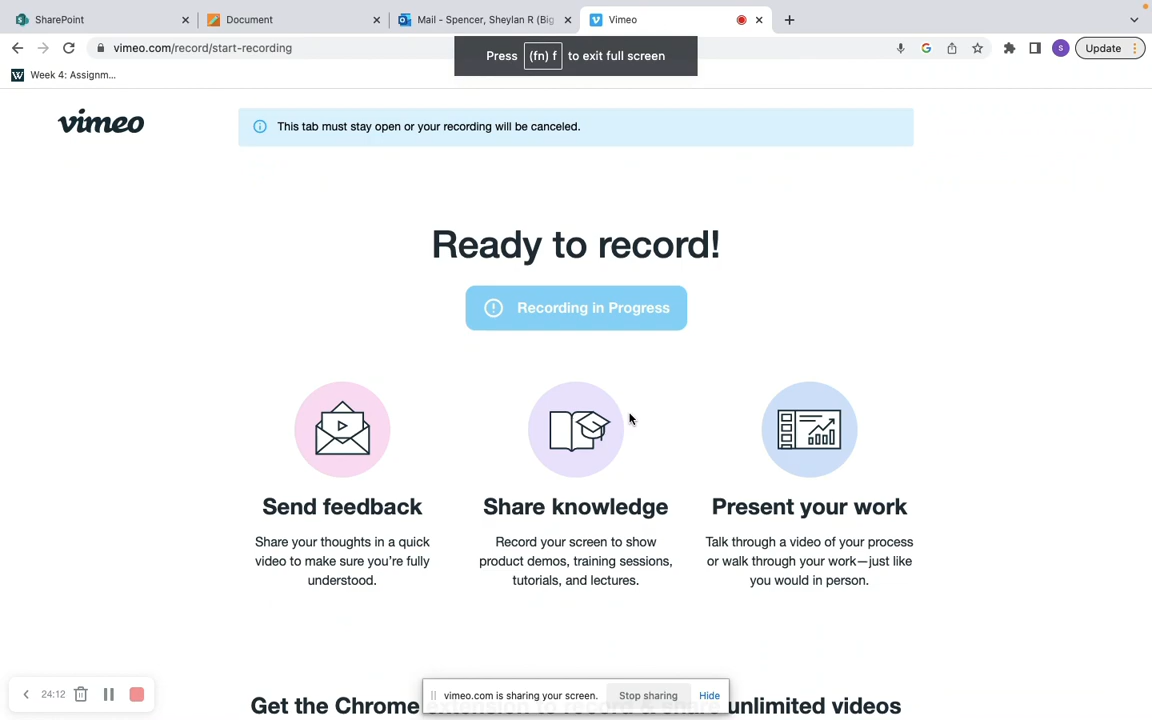 SharePoint
Document
Mail - Spencer, Sheylan R (Big
Vimeo
vimeo.com/record/start-recording
Update
Press (fn) f to exit full screen
W Week 4: Assignm...
vimeo
This tab must stay open or your recording will be canceled.
Ready to record!
Recording in Progress
Send feedback
Share your thoughts in a quick
video to make sure you're fully
understood.
Share knowledge
Record your screen to show
product demos, training sessions,
tutorials, and lectures.
Present your work
Talk through a video of your process
or walk through your work—just like
you would in person.
24:12
vimeo.com is sharing your screen.
Stop sharing
Hide
Get the Chrome extension to record & share unlimited videos